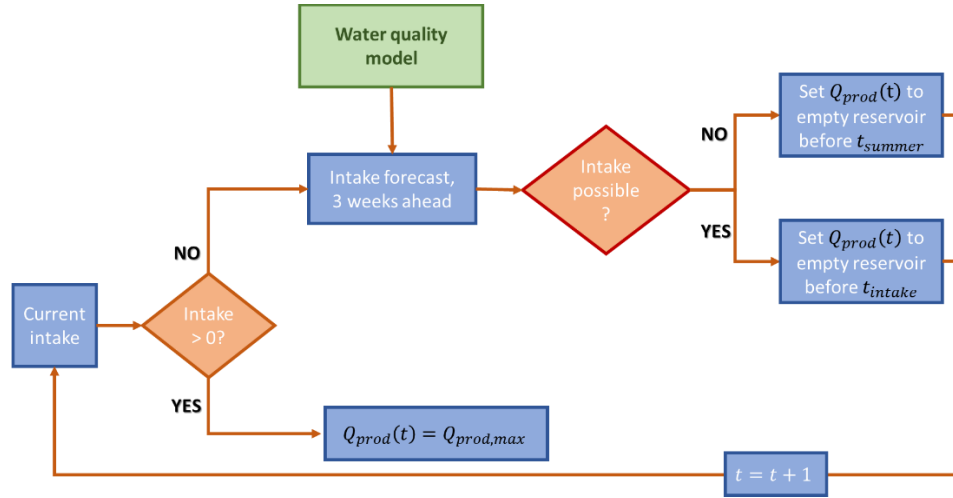 Water quality
model
Set Q_prod(t) to
empty reservoir
before t_summer
NO
Intake forecast,
3 weeks ahead
Intake
possible
?
YES
Set Q_prod(t) to
empty reservoir
before t_intake
NO
Current
intake
Intake
> 0?
YES
Q_prod(t) = Q_prod,max
t = t + 1